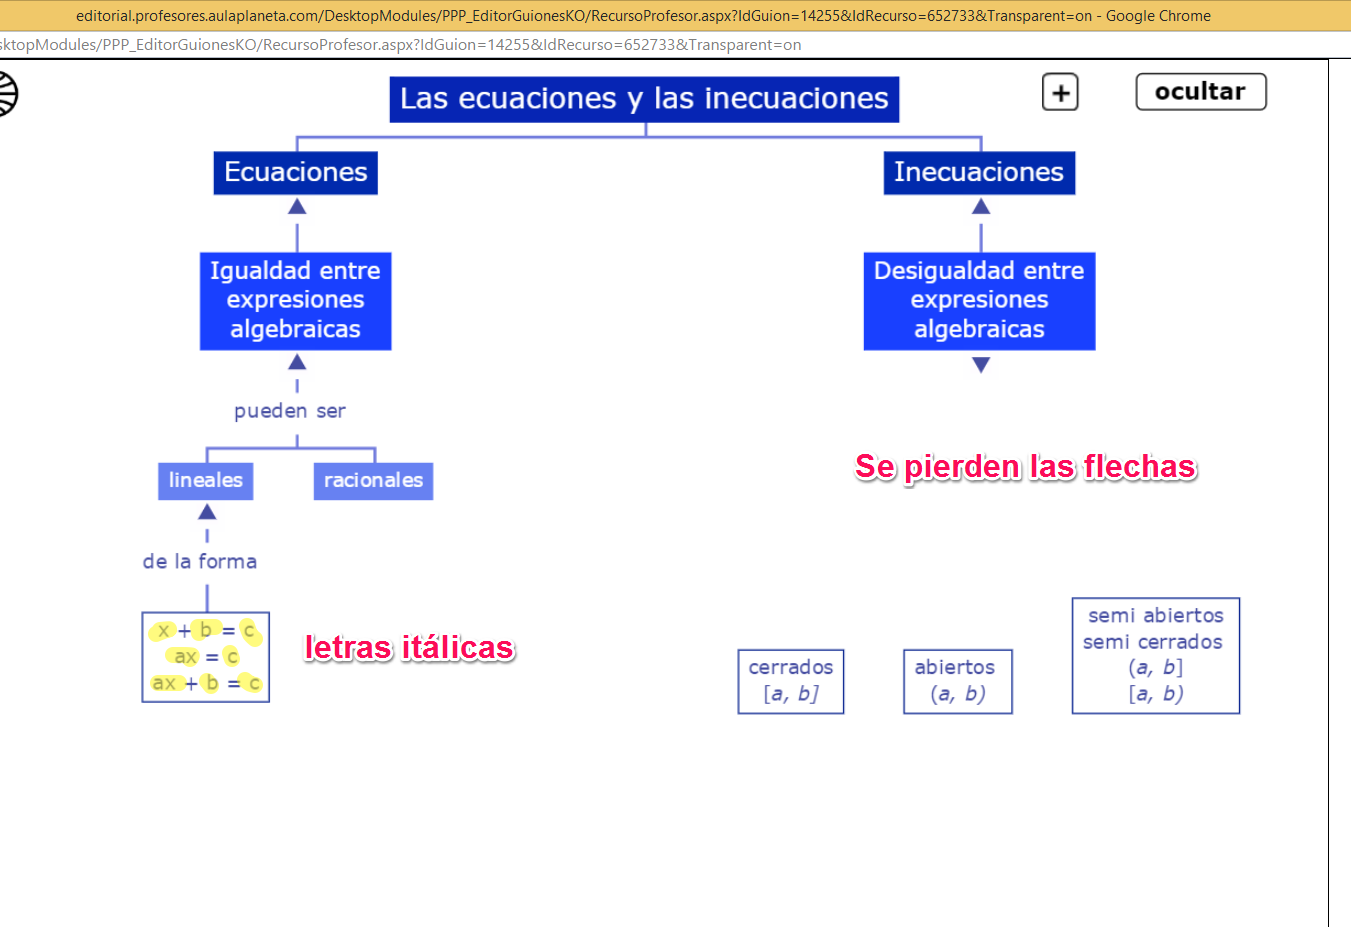 editorial.profesores.aulaplaneta.com/DesktopModules/PPP_EditorGuionesKO/RecursoProfesor.aspx?IdGuion=14255&IdRecurso=652733&Transparent=on - Google Chrome
sktopModules/PPP_EditorGuionesKO/RecursoProfesor.aspx?IdGuion=14255&IdRecurso=652733&Transparent=on
Las ecuaciones y las inecuaciones
+
ocultar
Ecuaciones
Inecuaciones
Igualdad entre
expresiones
algebraicas
Desigualdad entre
expresiones
algebraicas
pueden ser
lineales
racionales
Se pierden las flechas
de la forma
x + b = c
ax = c
ax + b = c
letras itálicas
cerrados
[a, b]
abiertos
(a, b)
semi abiertos
semi cerrados
(a, b]
[a, b)